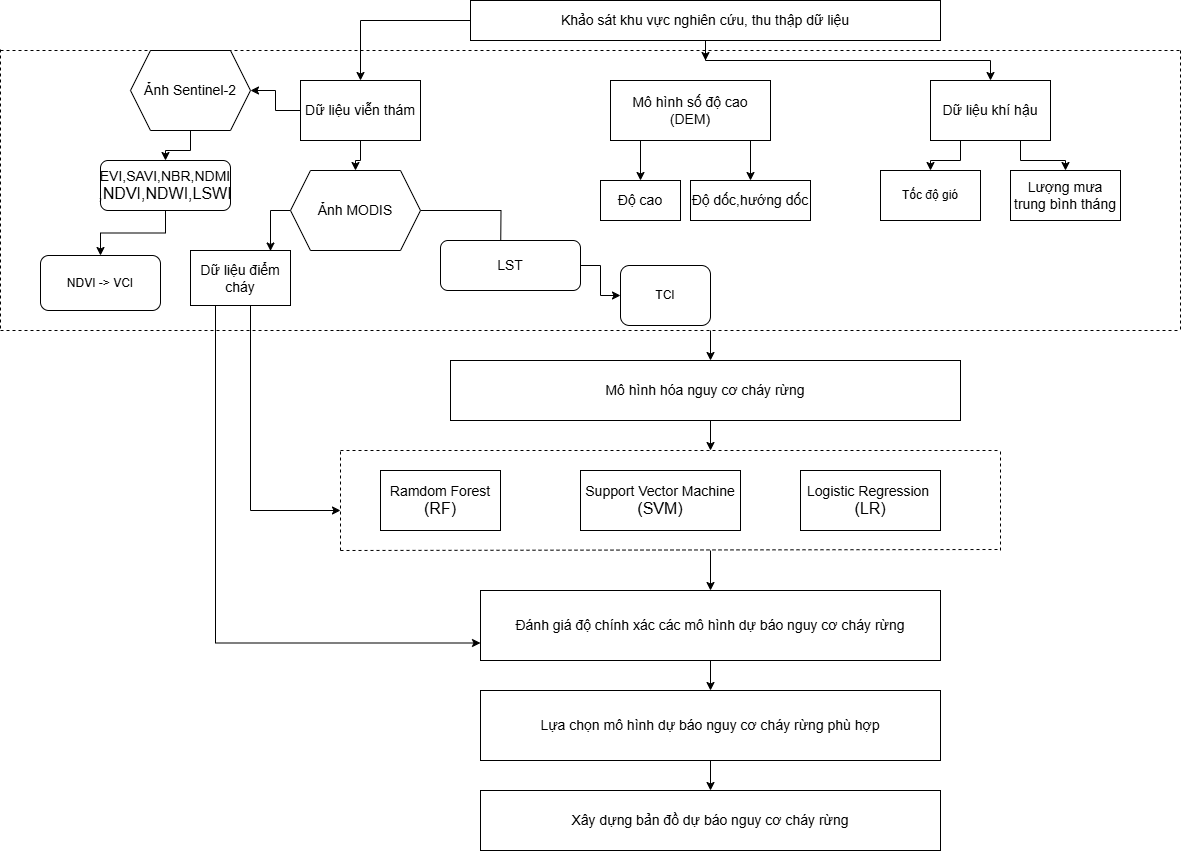 Khảo sát khu vực nghiên cứu, thu thập dữ liệu
Ảnh Sentinel-2
Dữ liệu viễn thám
Mô hình số độ cao
(DEM)
Dữ liệu khí hậu
EVI,SAVI,NBR,NDMI
NDVI,NDWI,LSWI
Ảnh MODIS
Độ cao
Độ dốc,hướng dốc
Tốc độ gió
Lượng mưa
trung bình tháng
NDVI -> VCI
Dữ liệu điểm
cháy
LST
TCI
Mô hình hóa nguy cơ cháy rừng
Ramdom Forest
(RF)
Support Vector Machine
(SVM)
Logistic Regression
(LR)
Đánh giá độ chính xác các mô hình dự báo nguy cơ cháy rừng
Lựa chọn mô hình dự báo nguy cơ cháy rừng phù hợp
Xây dựng bản đồ dự báo nguy cơ cháy rừng